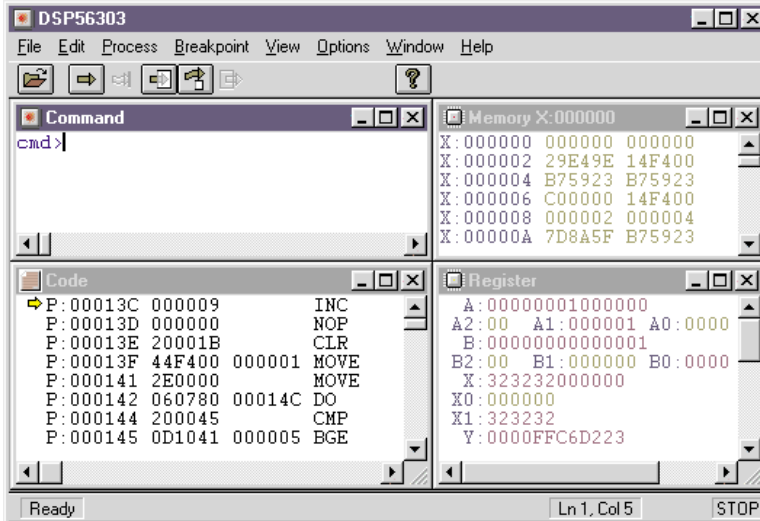 DSP56303
File Edit Process Breakpoint View Options Window Help
Command
cmd>
Memory X:000000
X:000000 000000 000000
X:000002 29E49E 14F400
X:000004 B75923 B75923
X:000006 C00000 14F400
X:000008 000002 000004
X:00000A 7D8A5F B75923
Code
P:00013C 000009 INC
P:00013D 000000 NOP
P:00013E 20001B CLR
P:00013F 44F400 000001 MOVE
P:000141 2E0000 MOVE
P:000142 060780 00014C DO
P:000144 200045 CMP
P:000145 0D1041 000005 BGE
Register
A:00000001000000
A2:00 A1:000001 A0:0000
B:00000000000001
B2:00 B1:000000 B0:0000
X:323232000000
X0:000000
X1:323232
Y:0000FFC6D223
Ready Ln 1, Col 5 STOP